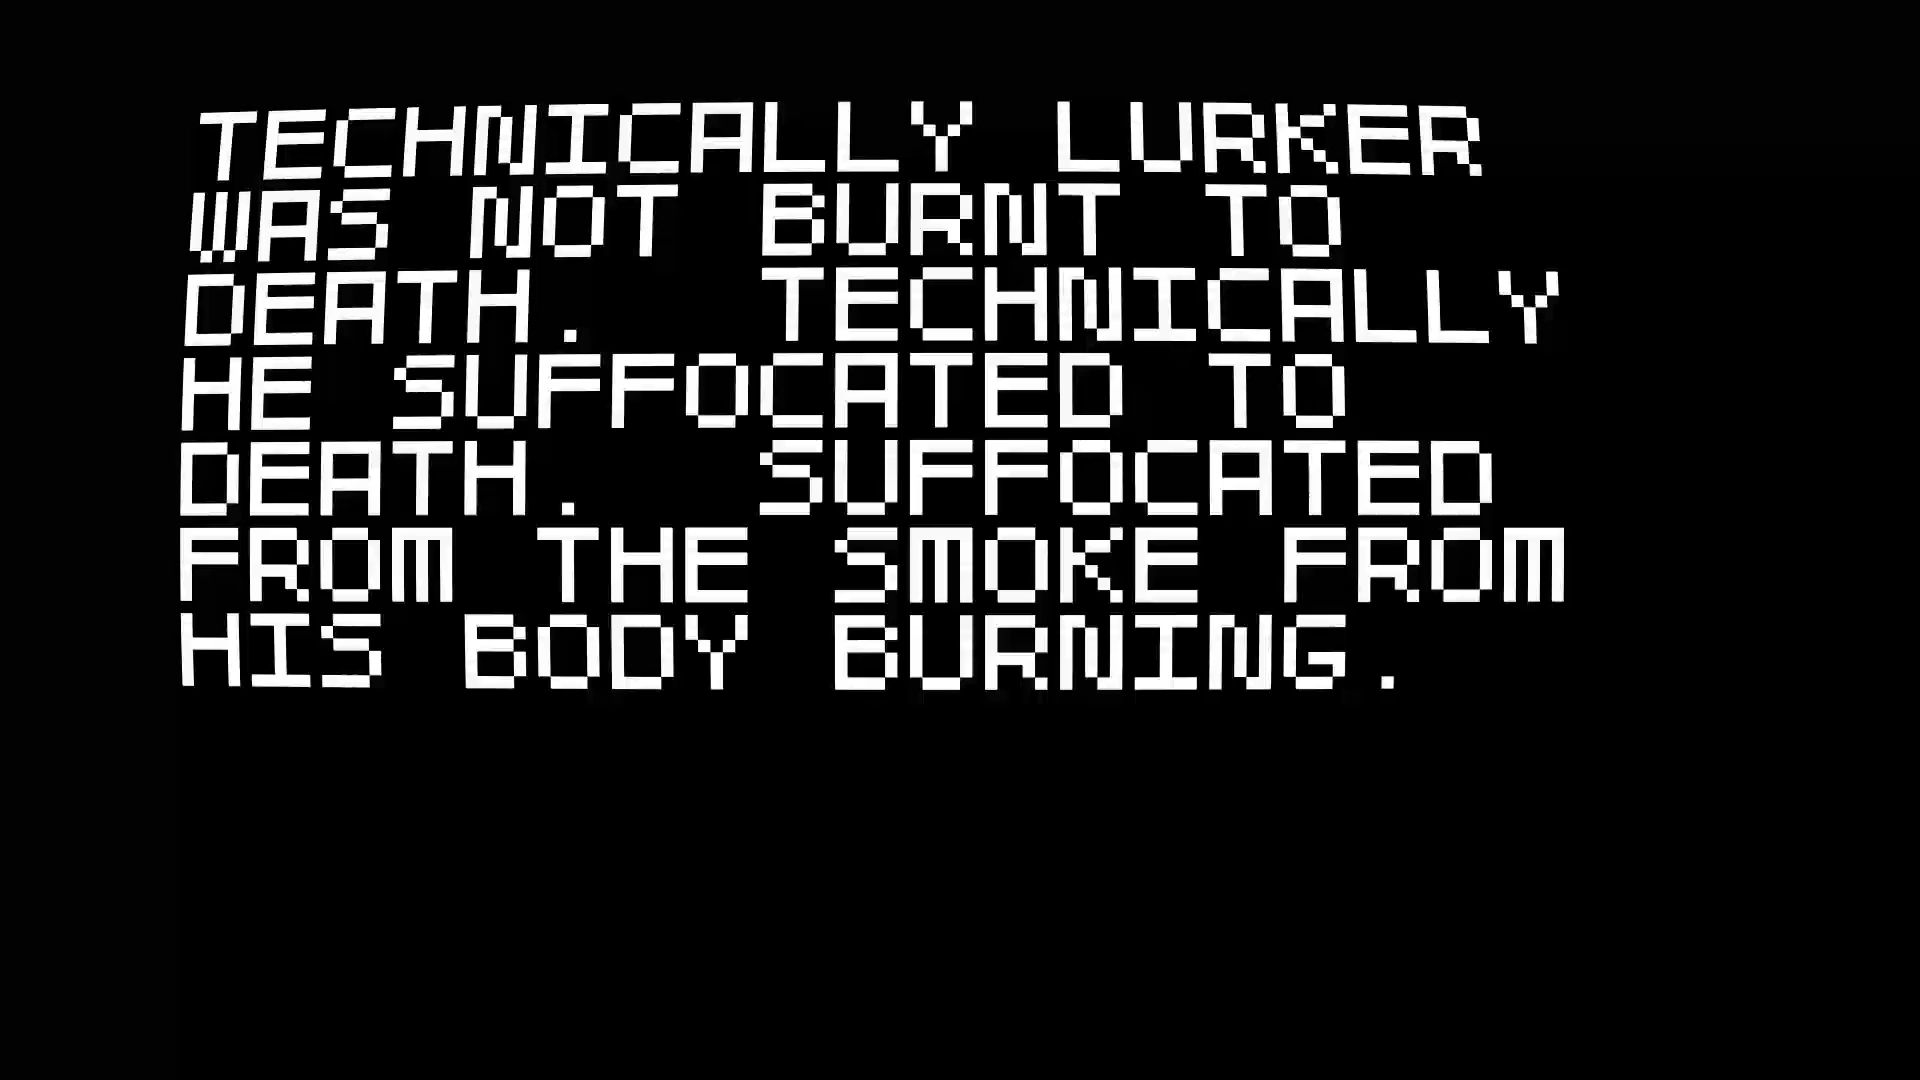 TECHNICALLY LURKER
WAS NOT BURNT TO
DEATH. TECHNICALLY
HE SUFFOCATED TO
DEATH. SUFFOCATED
FROM THE SMOKE FROM
HIS BODY BURNING.